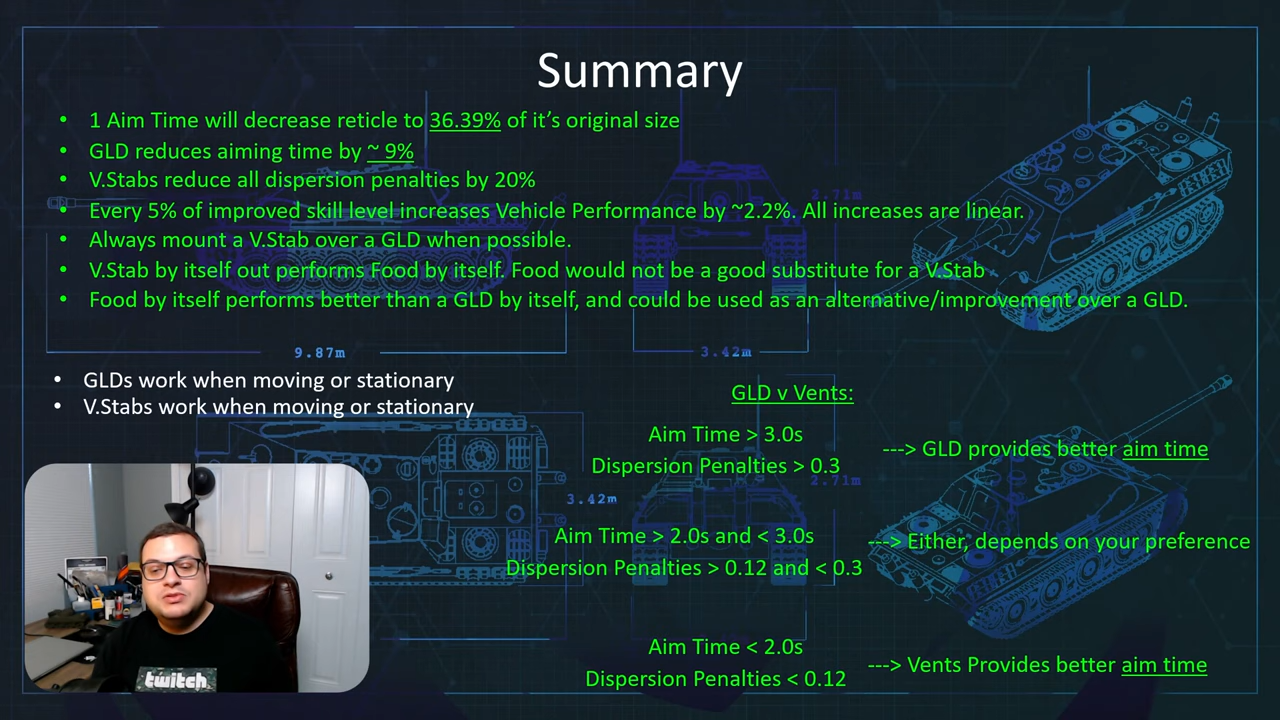 Summary
• 1 Aim Time will decrease reticle to 36.39% of it's original size
• GLD reduces aiming time by ~ 9%
• V.Stabs reduce all dispersion penalties by 20%
• Every 5% of improved skill level increases Vehicle Performance by ~2.2%. All increases are linear.
• Always mount a V.Stab over a GLD when possible.
• V.Stab by itself out performs Food by itself. Food would not be a good substitute for a V.Stab
• Food by itself performs better than a GLD by itself, and could be used as an alternative/improvement over a GLD.
2.71m
9.87m
3.42m
• GLDs work when moving or stationary
• V.Stabs work when moving or stationary
GLD v Vents:
Aim Time > 3.0s
Dispersion Penalties > 0.3
---> GLD provides better aim time
2.71m
3.42m
Aim Time > 2.0s and < 3.0s
Dispersion Penalties > 0.12 and < 0.3
---> Either, depends on your preference
Aim Time < 2.0s
Dispersion Penalties < 0.12
---> Vents Provides better aim time
twitch